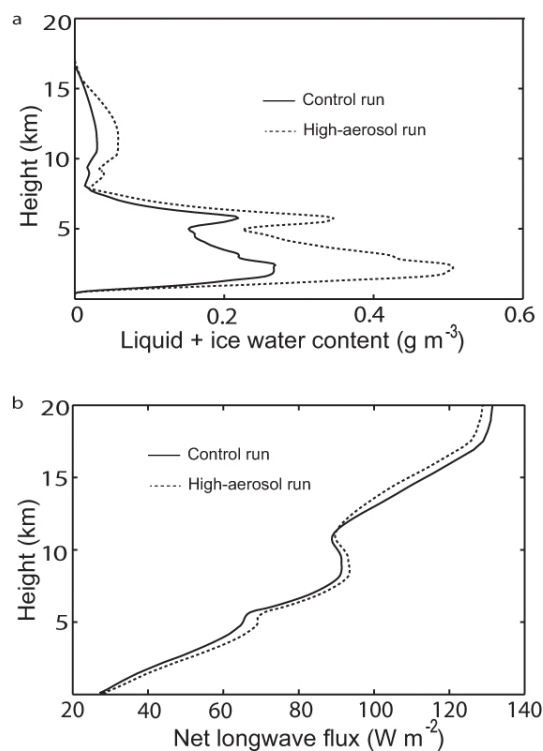 a
20
15
10
5
0
0.2
0.4
0.6
Height (km)
Control run
High-aerosol run
Liquid + ice water content (g m⁻³)
b
20
15
10
5
20
40
60
80
100
120
140
Height (km)
Control run
High-aerosol run
Net longwave flux (W m⁻²)